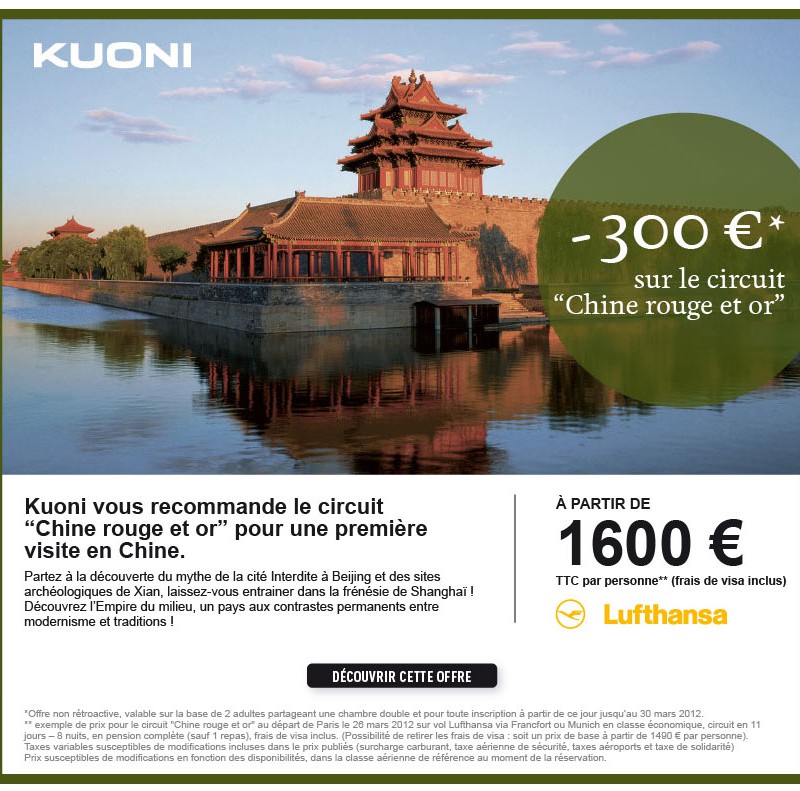 KUONI
-300 €*
sur le circuit
“Chine rouge et or”
Kuoni vous recommande le circuit
“Chine rouge et or” pour une première
visite en Chine.
Partez à la découverte du mythe de la cité Interdite à Beijing et des sites
archéologiques de Xian, laissez-vous entrainer dans la frénésie de Shanghaï !
Découvrez l’Empire du milieu, un pays aux contrastes permanents entre
modernisme et traditions !
À PARTIR DE
1600 €
TTC par personne** (frais de visa inclus)
Lufthansa
DÉCOUVRIR CETTE OFFRE
*Offre non rétroactive, valable sur la base de 2 adultes partageant une chambre double et pour toute inscription à partir de ce jour jusqu'au 30 mars 2012.
** exemple de prix pour le circuit "Chine rouge et or" au départ de Paris le 26 mars 2012 sur vol Lufthansa via Francfort ou Munich en classe économique, circuit en 11
jours – 8 nuits, en pension complète (sauf 1 repas), frais de visa inclus. (Possibilité de retirer les frais de visa : soit un prix de base à partir de 1490 € par personne).
Taxes variables susceptibles de modifications incluses dans le prix publiés (surcharge carburant, taxe aérienne de sécurité, taxes aéroports et taxe de solidarité)
Prix susceptibles de modifications en fonction des disponibilités, dans la classe aérienne de référence au moment de la réservation.